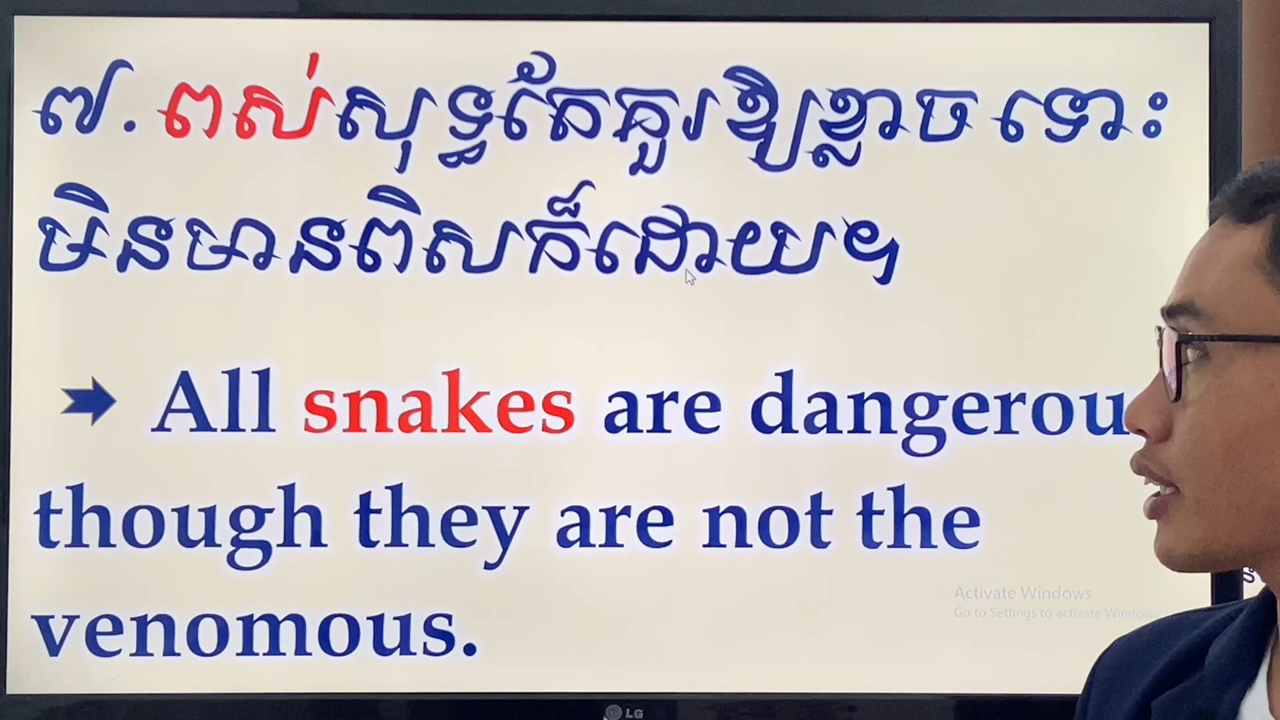 ៧. ពស់សុទ្ធតែគួរឱ្យខ្លាច ទោះ
មិនមានពិសក៏ដោយ។
All snakes are dangerou
though they are not the
venomous.
Activate Windows
Go to Settings to activate Windows.
LG